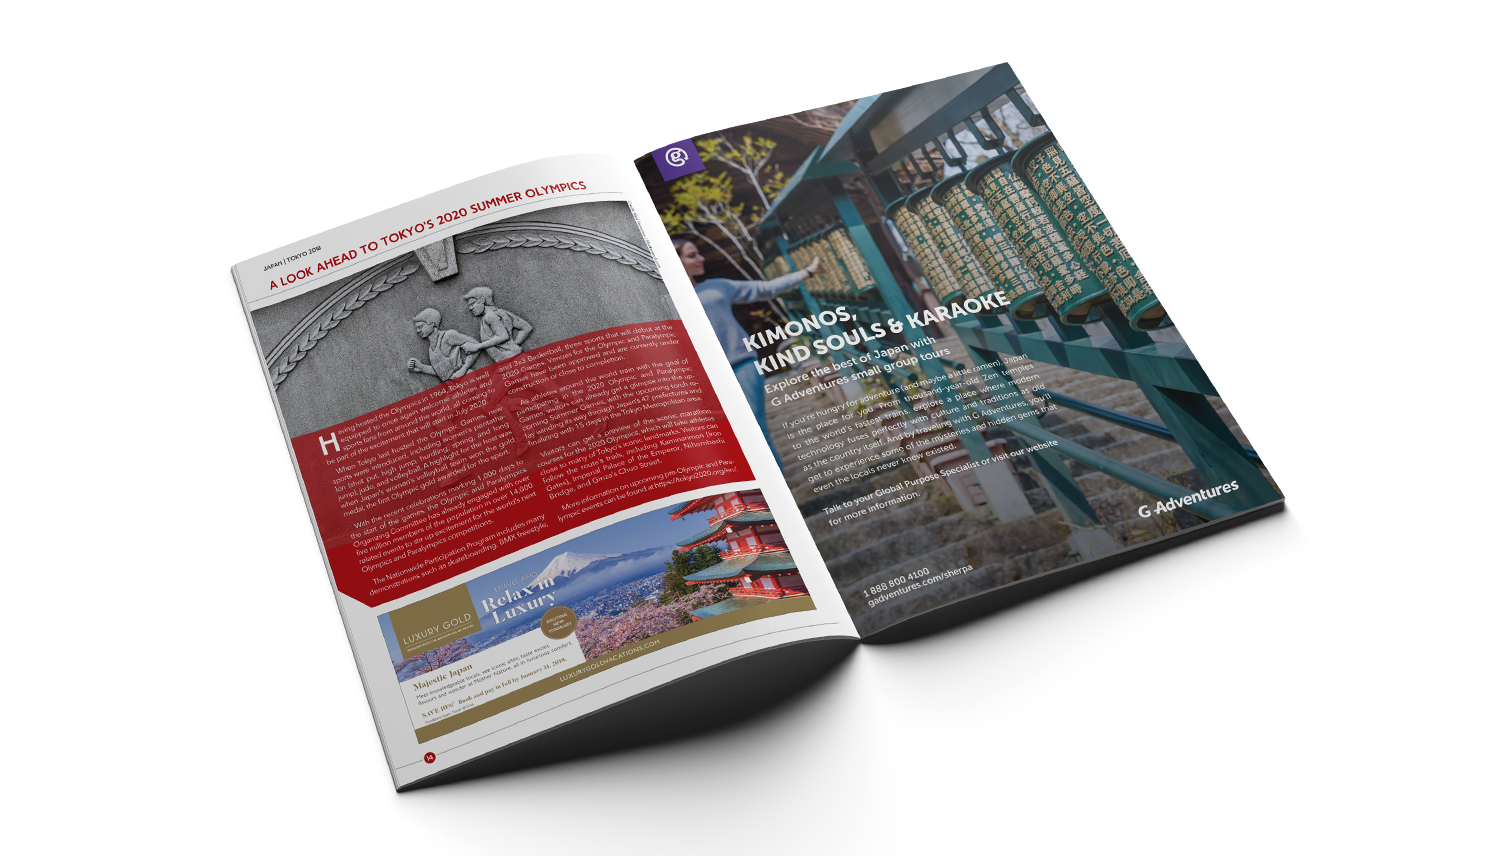 JAPAN | TOKYO 2018
A LOOK AHEAD TO TOKYO'S 2020 SUMMER OLYMPICS
Having hosted the Olympics in 1964, Tokyo is well
equipped to once again welcome athletes and
sports fans from around the world, all coming to
be part of the excitement that will dawn in July 2020.
When Tokyo last hosted the Olympic Games, new
sports were introduced, including women's pentath-
lon (shot put, high jump, hurdling, spring, and long
jump), judo, and volleyball. A highlight for the host was
when Japan's women's volleyball team won the gold
medal, the first Olympic gold awarded for the sport.
With the recent celebrations marking 1,000 days to
the start of the games, the Olympic and Paralympics
Organizing Committee has already engaged with over
five million members of the population in over 14,000
related events to stir up excitement for the world's next
Olympics and Paralympics competitions.
The Nationwide Participation Program includes many
demonstrations such as skateboarding, BMX freestyle,
and 3x3 Basketball, three sports that will debut at the
2020 Games. Venues for the Olympic and Paralympic
Games have been approved and are currently under
construction or close to completion.
As athletes around the world train with the goal of
participating in the 2020 Olympic and Paralympic
Games, visitors can already get a glimpse into the up-
coming Summer Games, with the upcoming torch re-
lay winding its way through Japan's 47 prefectures and
finalizing with 15 days in the Tokyo Metropolitan area.
Visitors can get a preview of the scenic marathon
courses for the 2020 Olympics which will take athletes
close to many of Tokyo's iconic landmarks. Visitors can
follow the route's trails, including Kaminarimon (Iron
Gates), Imperial Palace of the Emperor, Nihombashi
Bridge, and Ginza's Chuo Street.
More information on upcoming pre-Olympic and Para-
lympic events can be found at https://tokyo2020.org/en/.
LUXURY GOLD
TRAVEL AND
Relax in
Luxury
EXCITING
NEW
ITINERARY
Majestic Japan
Meet knowledgeable locals, see iconic sites, taste exotic
flavours and wonder at Mother Nature, all in luxurious comfort.
SAVE 10%* Book and pay in full by January 31, 2018.
LUXURYGOLDVACATIONS.COM
14
g
KIMONOS,
KIND SOULS & KARAOKE
Explore the best of Japan with
G Adventures small group tours
If you're hungry for adventure (and maybe a little ramen), Japan
is the place for you. From thousand-year-old Zen temples
to the world's fastest trains, explore a place where modern
technology fuses perfectly with culture and traditions as old
as the country itself. And by traveling with G Adventures, you'll
get to experience some of the mysteries and hidden gems that
even the locals never knew existed.
Talk to your Global Purpose Specialist or visit our website
for more information.
G Adventures
1 888 800 4100
gadventures.com/sherpa